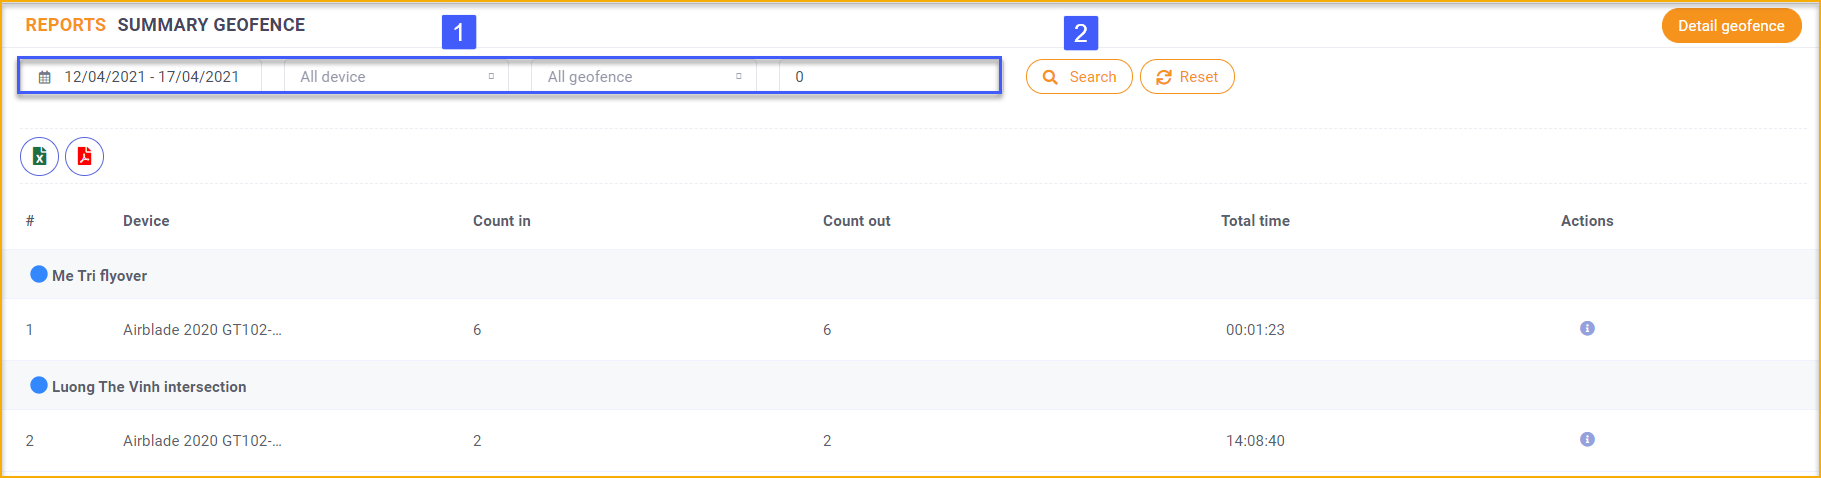 REPORTS SUMMARY GEOFENCE 1 2 Detail geofence
12/04/2021 - 17/04/2021 All device All geofence 0 Search Reset
# Device Count in Count out Total time Actions
Me Tri flyover
1 Airblade 2020 GT102-... 6 6 00:01:23
Luong The Vinh intersection
2 Airblade 2020 GT102-... 2 2 14:08:40